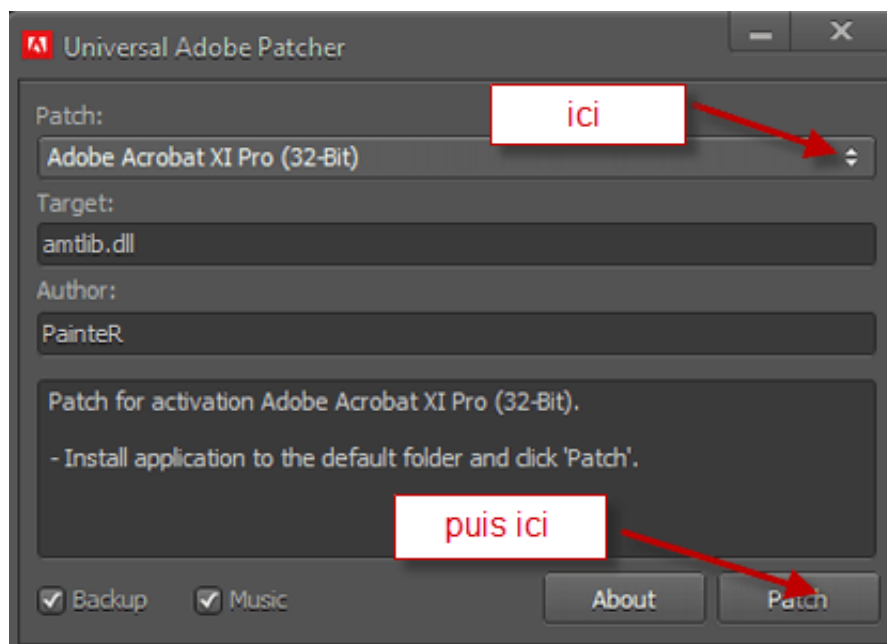 Universal Adobe Patcher
Patch:
ici
Adobe Acrobat XI Pro (32-Bit)
Target:
amtlib.dll
Author:
PainteR
Patch for activation Adobe Acrobat XI Pro (32-Bit).
- Install application to the default folder and click 'Patch'.
puis ici
Backup
Music
About
Patch